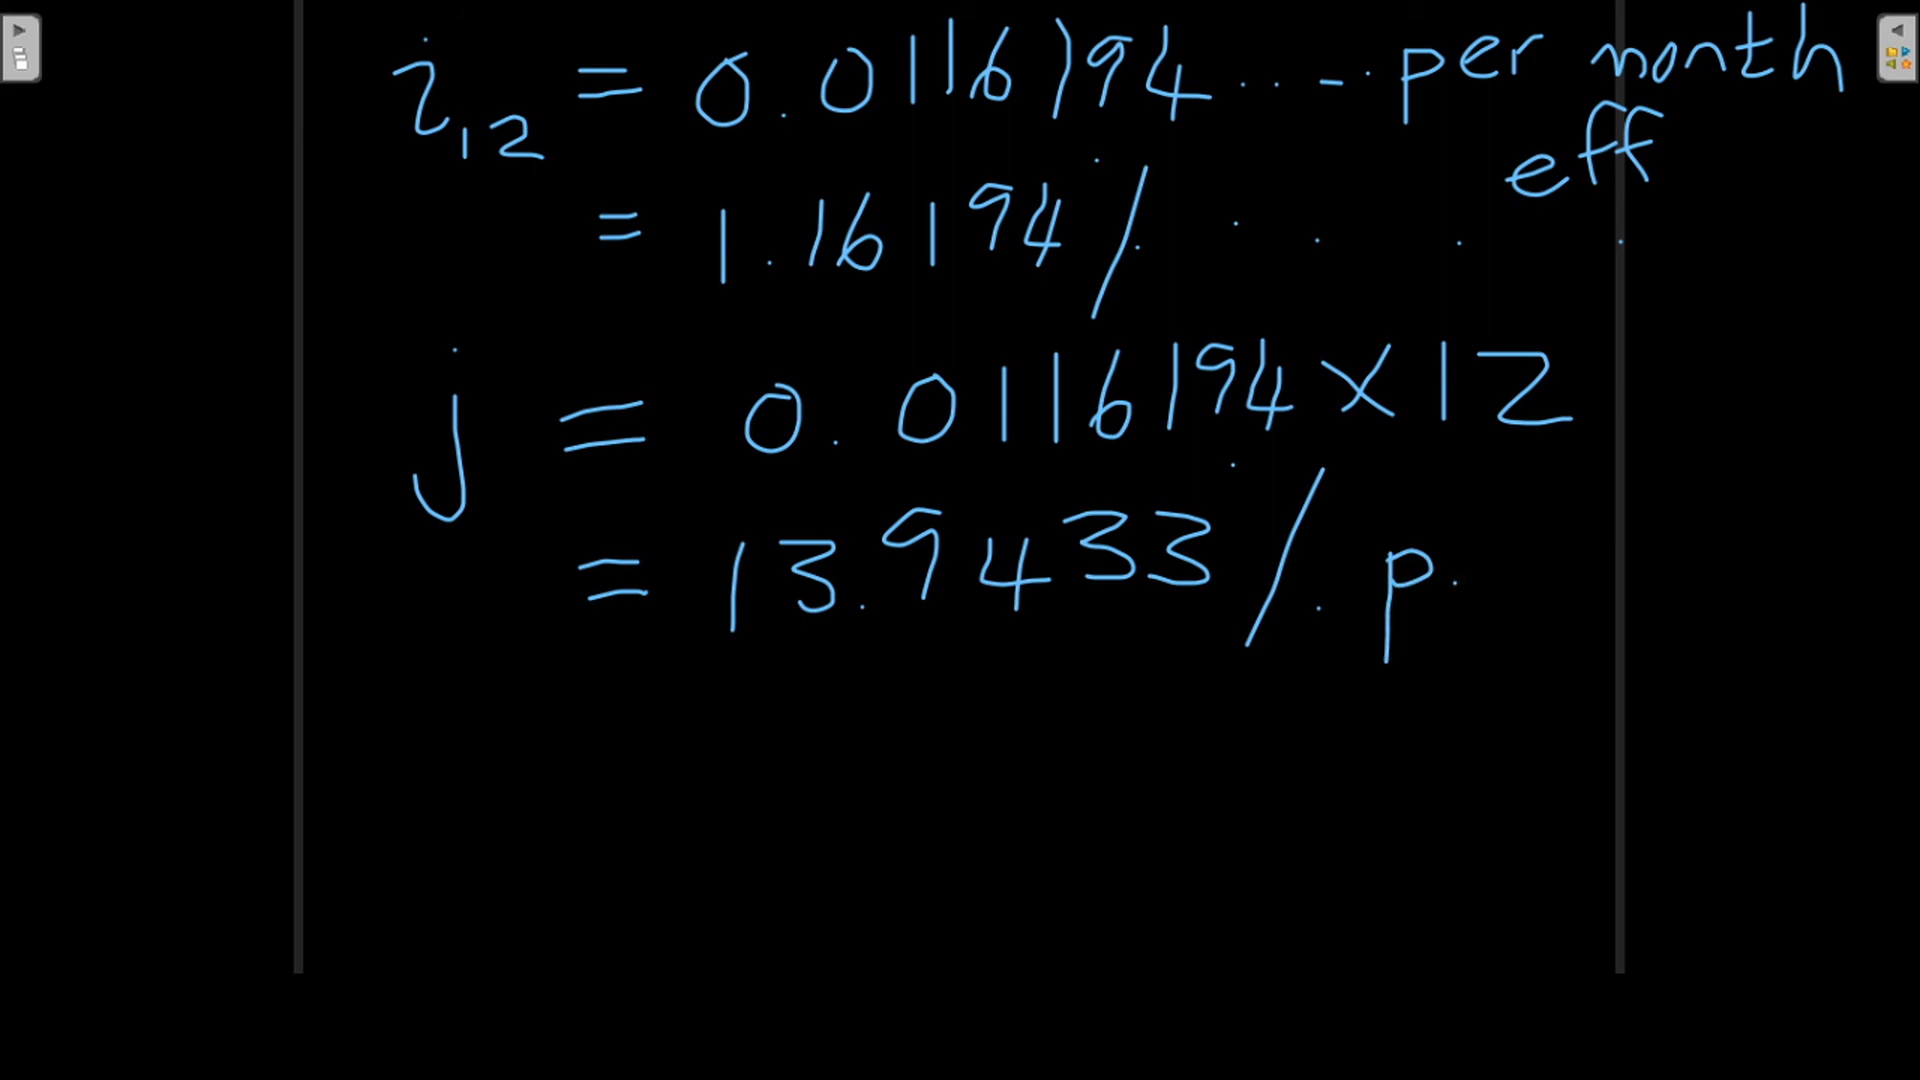 i₁₂ = 0.0116194..-. per month
eff
= 1.16194%
j = 0.0116194×12
= 13.9433% p.